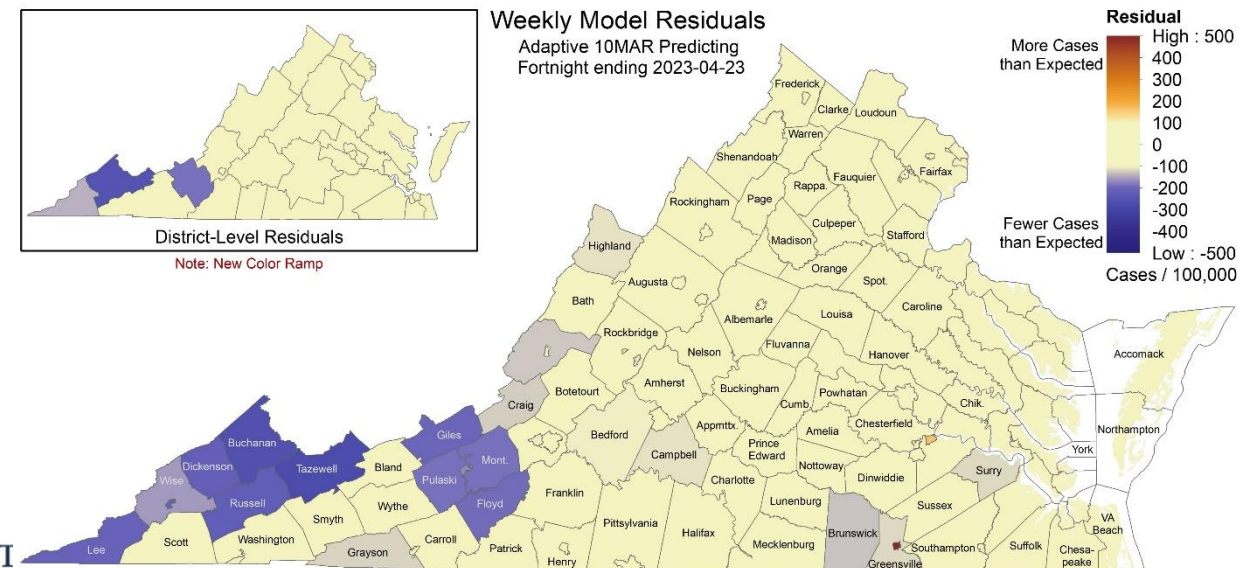 Weekly Model Residuals
Adaptive 10MAR Predicting
Fortnight ending 2023-04-23
District-Level Residuals
Note: New Color Ramp
Residual
More Cases
than Expected
Fewer Cases
than Expected
High : 500
400
300
200
100
0
-100
-200
-300
-400
Low : -500
Cases / 100,000
Frederick
Clarke
Loudoun
Warren
Shenandoah
Fauquier
Fairfax
Rappa.
Page
Rockingham
Culpeper
Madison
Stafford
Highland
Orange
Spot.
Augusta
Caroline
Bath
Albemarle
Louisa
Rockbridge
Fluvanna
Nelson
Hanover
Accomack
Amherst
Buckingham
Powhatan
Botetourt
Cumb.
Chik.
Craig
Appmttx.
Amelia
Chesterfield
Northampton
Giles
Bedford
Prince
Edward
York
Buchanan
Campbell
Mont.
Dickenson
Tazewell
Bland
Nottoway
Surry
Wise
Pulaski
Charlotte
Dinwiddie
Russell
Floyd
Franklin
Wythe
Lunenburg
Sussex
Smyth
Pittsylvania
VA
Beach
Lee
Scott
Washington
Carroll
Halifax
Brunswick
Patrick
Mecklenburg
Southampton
Suffolk
Grayson
Henry
Greensville
Chesa-
peake